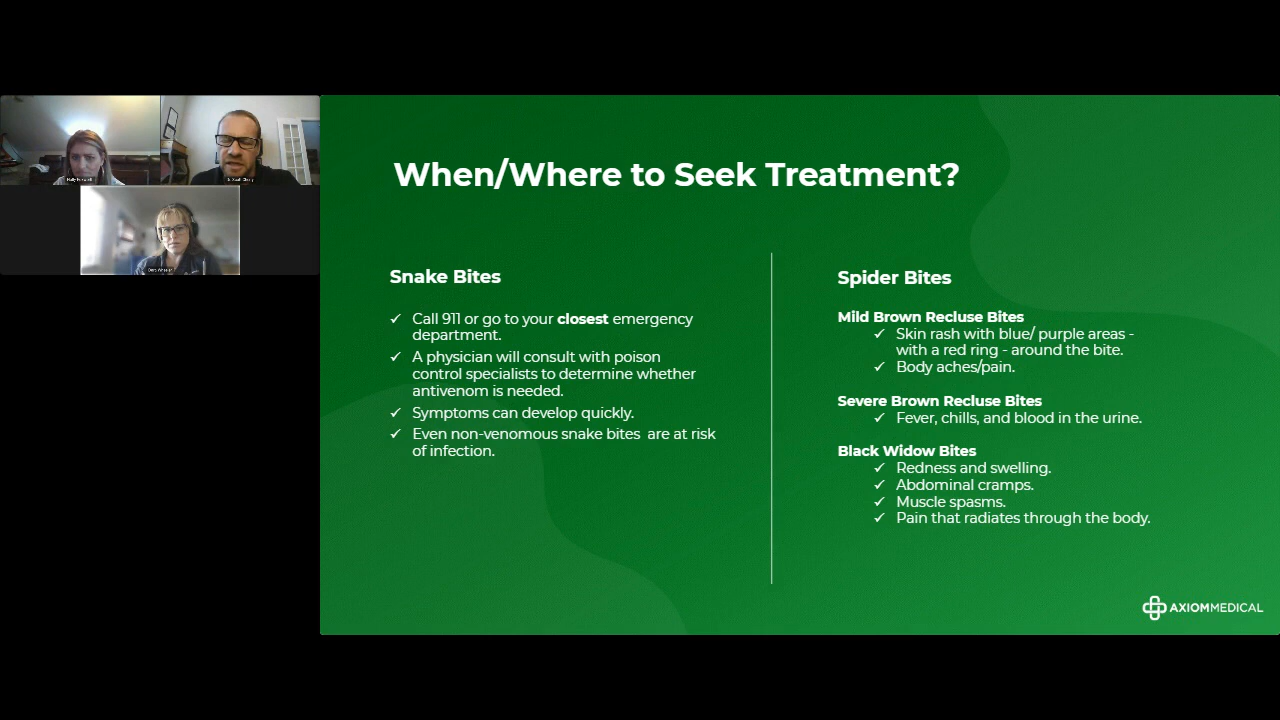 When/Where to Seek Treatment?
Snake Bites
✓ Call 911 or go to your closest emergency
department.
✓ A physician will consult with poison
control specialists to determine whether
antivenom is needed.
✓ Symptoms can develop quickly.
✓ Even non-venomous snake bites are at risk
of infection.
Spider Bites
Mild Brown Recluse Bites
✓ Skin rash with blue/ purple areas -
with a red ring - around the bite.
✓ Body aches/pain.
Severe Brown Recluse Bites
✓ Fever, chills, and blood in the urine.
Black Widow Bites
✓ Redness and swelling.
✓ Abdominal cramps.
✓ Muscle spasms.
✓ Pain that radiates through the body.
AXIOMMEDICAL